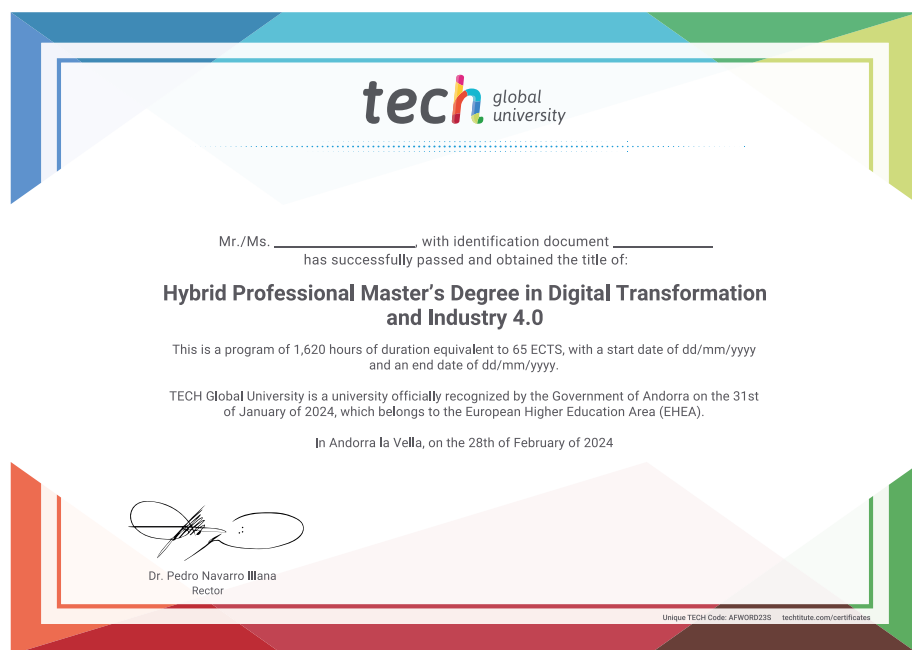 tech global
university
Mr./Ms. ____________________, with identification document ______________
has successfully passed and obtained the title of:
Hybrid Professional Master's Degree in Digital Transformation
and Industry 4.0
This is a program of 1,620 hours of duration equivalent to 65 ECTS, with a start date of dd/mm/yyyy
and an end date of dd/mm/yyyy.
TECH Global University is a university officially recognized by the Government of Andorra on the 31st
of January of 2024, which belongs to the European Higher Education Area (EHEA).
In Andorra la Vella, on the 28th of February of 2024
Dr. Pedro Navarro Illana
Rector
Unique TECH Code: AFWORD23S techtitute.com/certificates